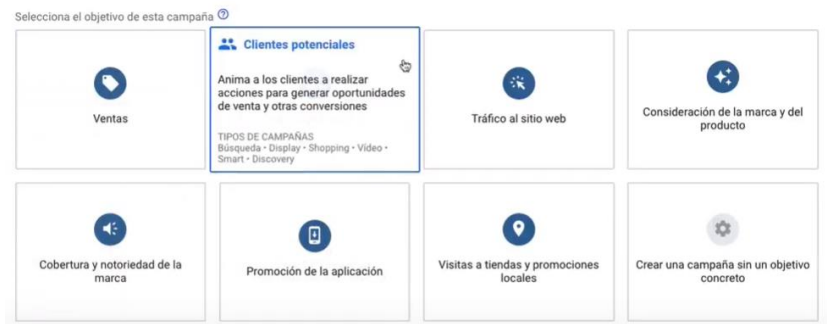 Selecciona el objetivo de esta campaña
Clientes potenciales
Anima a los clientes a realizar
acciones para generar oportunidades
de venta y otras conversiones
TIPOS DE CAMPAÑAS
Búsqueda • Display • Shopping • Vídeo •
Smart • Discovery
Ventas
Tráfico al sitio web
Consideración de la marca y del
producto
Cobertura y notoriedad de la
marca
Promoción de la aplicación
Visitas a tiendas y promociones
locales
Crear una campaña sin un objetivo
concreto